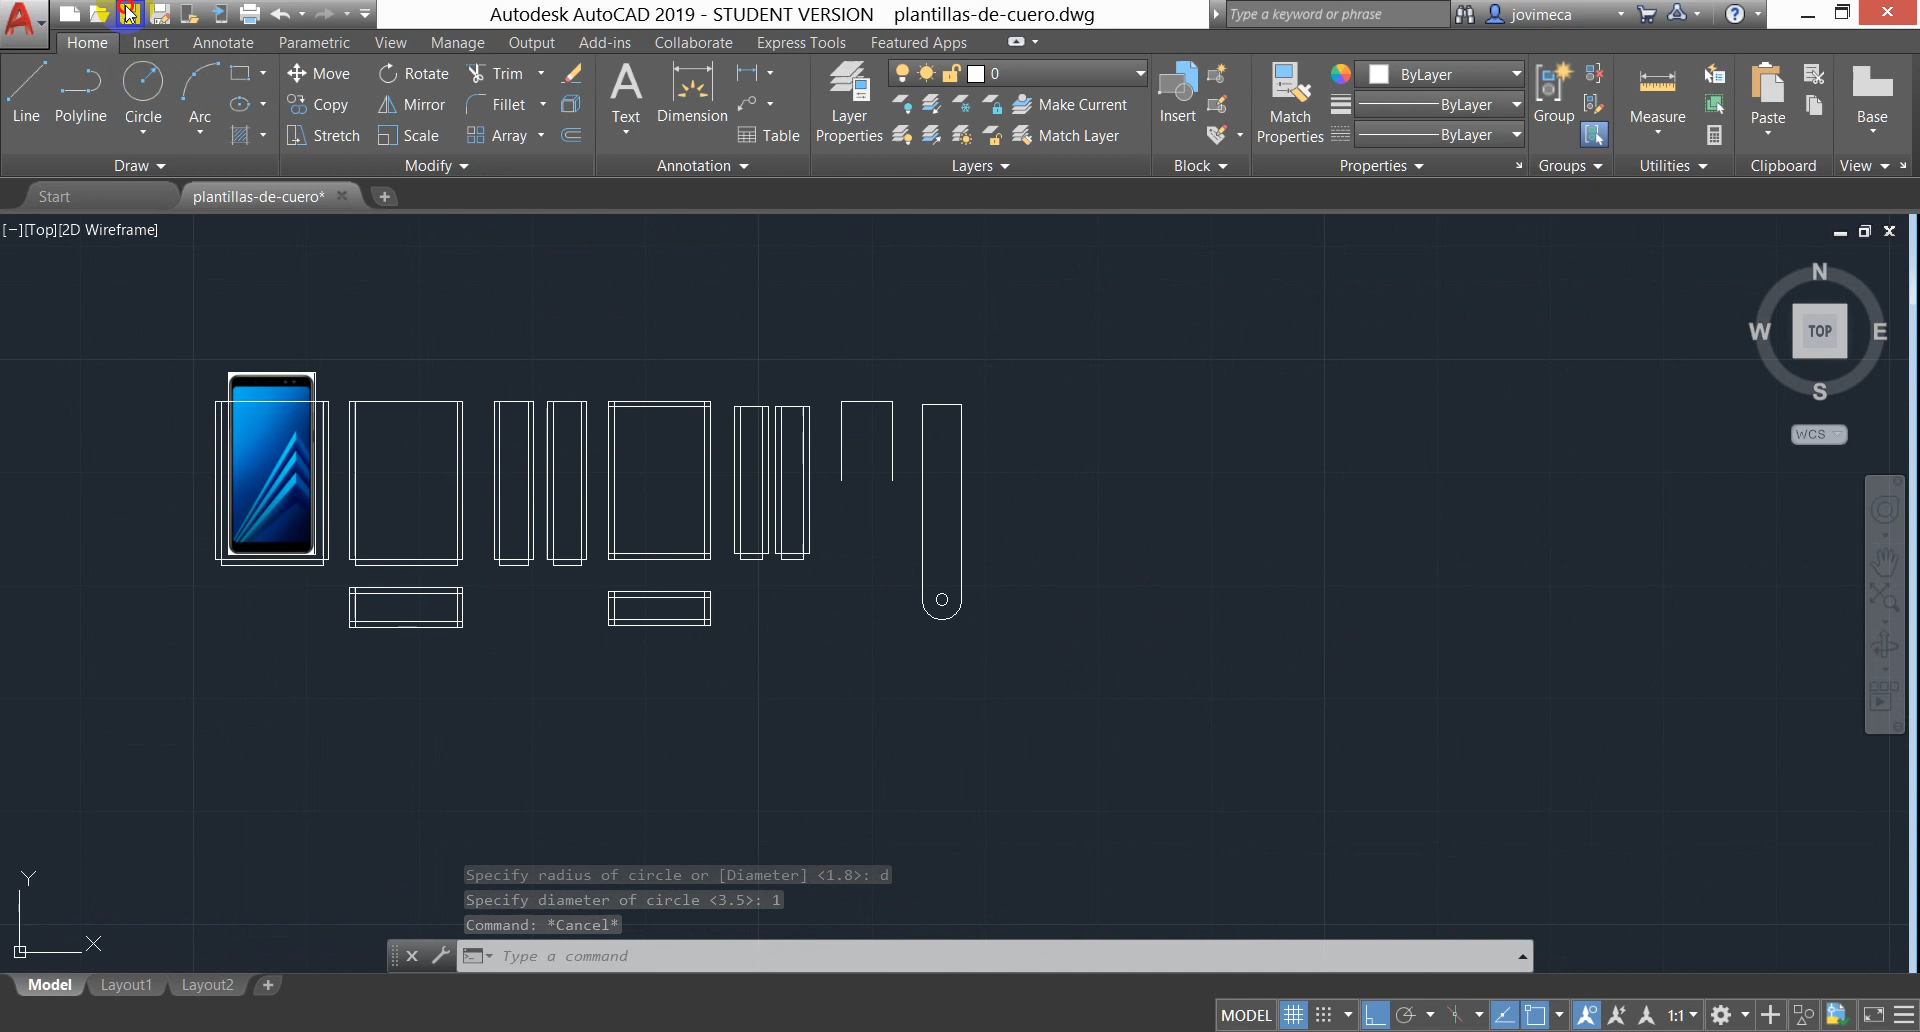 Autodesk AutoCAD 2019 - STUDENT VERSION plantillas-de-cuero.dwg
Type a keyword or phrase
jovimeca
Home Insert Annotate Parametric View Manage Output Add-ins Collaborate Express Tools Featured Apps
Line Polyline Circle Arc
Move Rotate Trim
Copy Mirror Fillet
Stretch Scale Array
Text Dimension Table
Layer Properties
0
Make Current
Match Layer
Insert
Match Properties
ByLayer
ByLayer
ByLayer
Group Measure Paste Base
Draw Modify Annotation Layers Block Properties Groups Utilities Clipboard View
Start plantillas-de-cuero*
[−][Top][2D Wireframe]
N
W TOP E
S
WCS
Y
X
Specify radius of circle or [Diameter] <1.8>: d
Specify diameter of circle <3.5>: 1
Command: *Cancel*
Type a command
Model Layout1 Layout2
MODEL 1:1